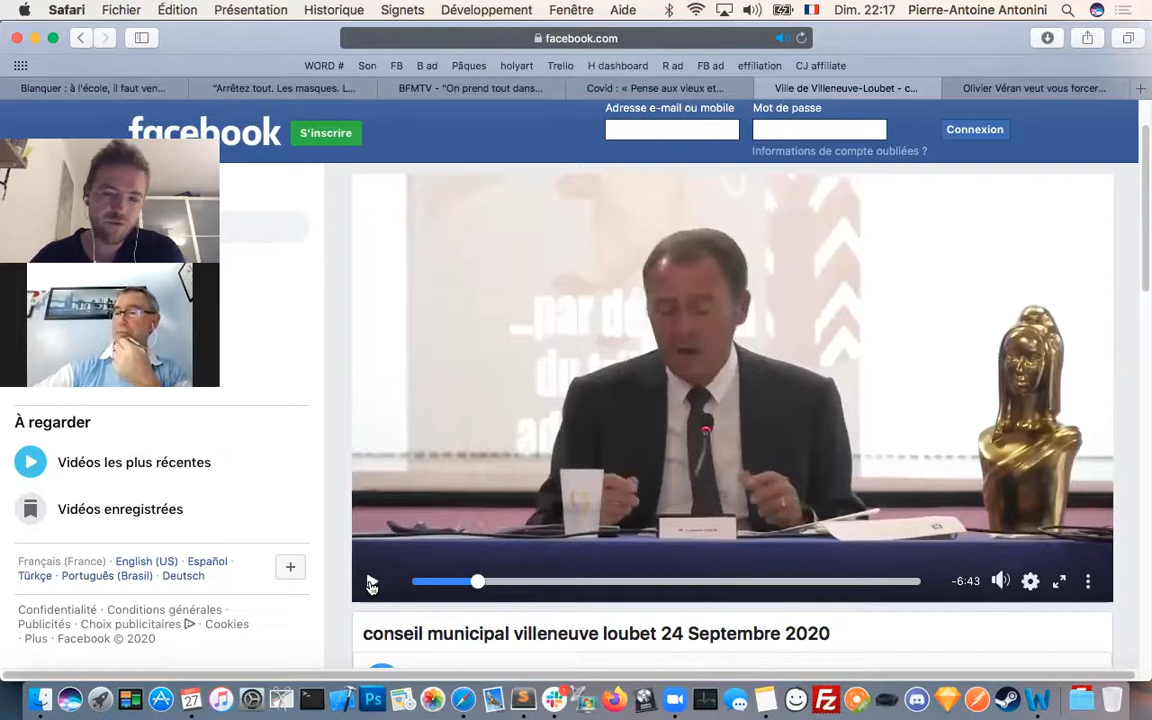 Safari Fichier Édition Présentation Historique Signets Développement Fenêtre Aide Dim. 22:17 Pierre-Antoine Antonini
facebook.com
WORD # Son FB B ad Pâques holyart Trello H dashboard R ad FB ad effiliation CJ affiliate
Blanquer : à l'école, il faut ven... "Arrêtez tout. Les masques. L... BFMTV - "On prend tout dans... Covid : « Pense aux vieux et... Ville de Villeneuve-Loubet - c... Olivier Véran veut vous forcer...
Adresse e-mail ou mobile Mot de passe
facebook S'inscrire Connexion
Informations de compte oubliées ?
...par dé
du t
ad
À regarder
Vidéos les plus récentes
Vidéos enregistrées
Français (France) · English (US) · Español ·
Türkçe · Português (Brasil) · Deutsch
-6:43
Confidentialité · Conditions générales ·
Publicités · Choix publicitaires · Cookies
· Plus · Facebook © 2020
conseil municipal villeneuve loubet 24 Septembre 2020
27